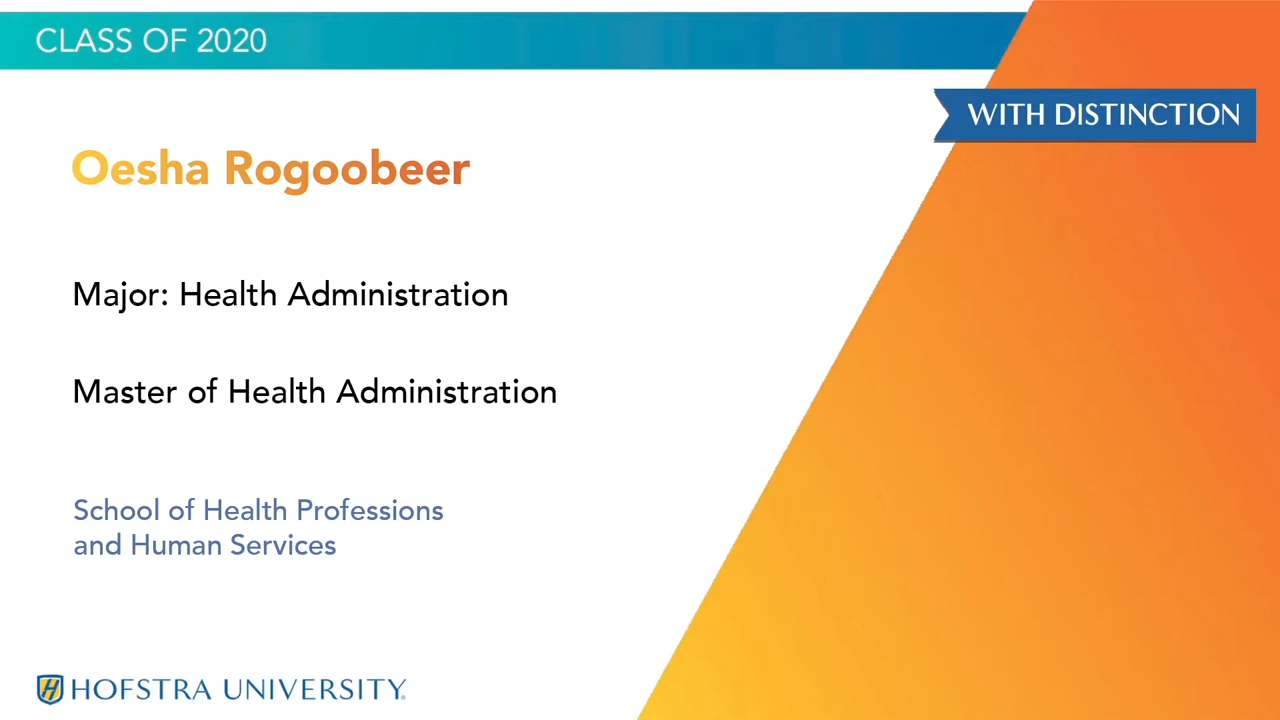 CLASS OF 2020
WITH DISTINCTION
Oesha Rogoobeer
Major: Health Administration
Master of Health Administration
School of Health Professions
and Human Services
H HOFSTRA UNIVERSITY®